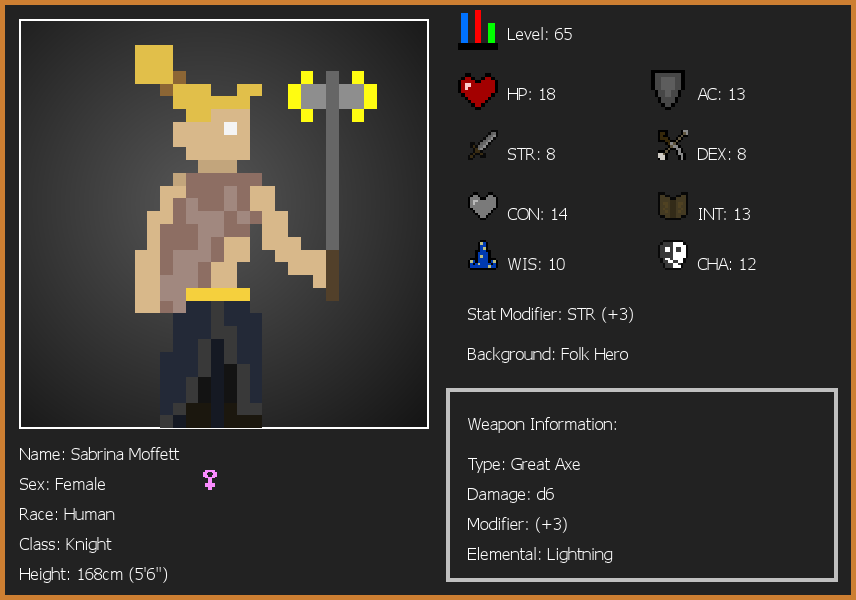 Level: 65
HP: 18
AC: 13
STR: 8
DEX: 8
CON: 14
INT: 13
WIS: 10
CHA: 12
Stat Modifier: STR (+3)
Background: Folk Hero
Name: Sabrina Moffett
Sex: Female
Race: Human
Class: Knight
Height: 168cm (5'6")
Weapon Information:
Type: Great Axe
Damage: d6
Modifier: (+3)
Elemental: Lightning